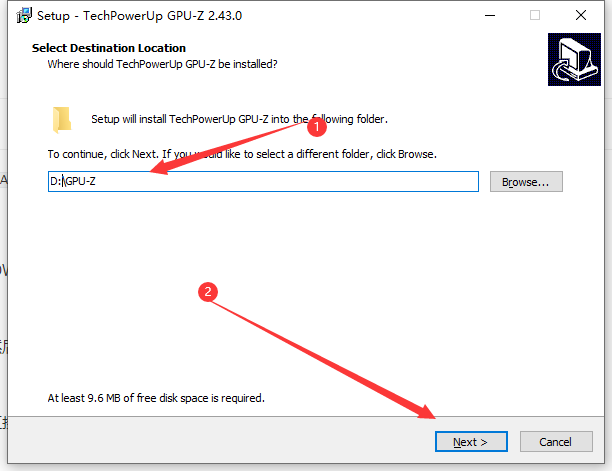 Setup - TechPowerUp GPU-Z 2.43.0
Select Destination Location
Where should TechPowerUp GPU-Z be installed?
Setup will install TechPowerUp GPU-Z into the following folder.
1
To continue, click Next. If you would like to select a different folder, click Browse.
D:\GPU-Z
Browse...
2
At least 9.6 MB of free disk space is required.
Next >
Cancel